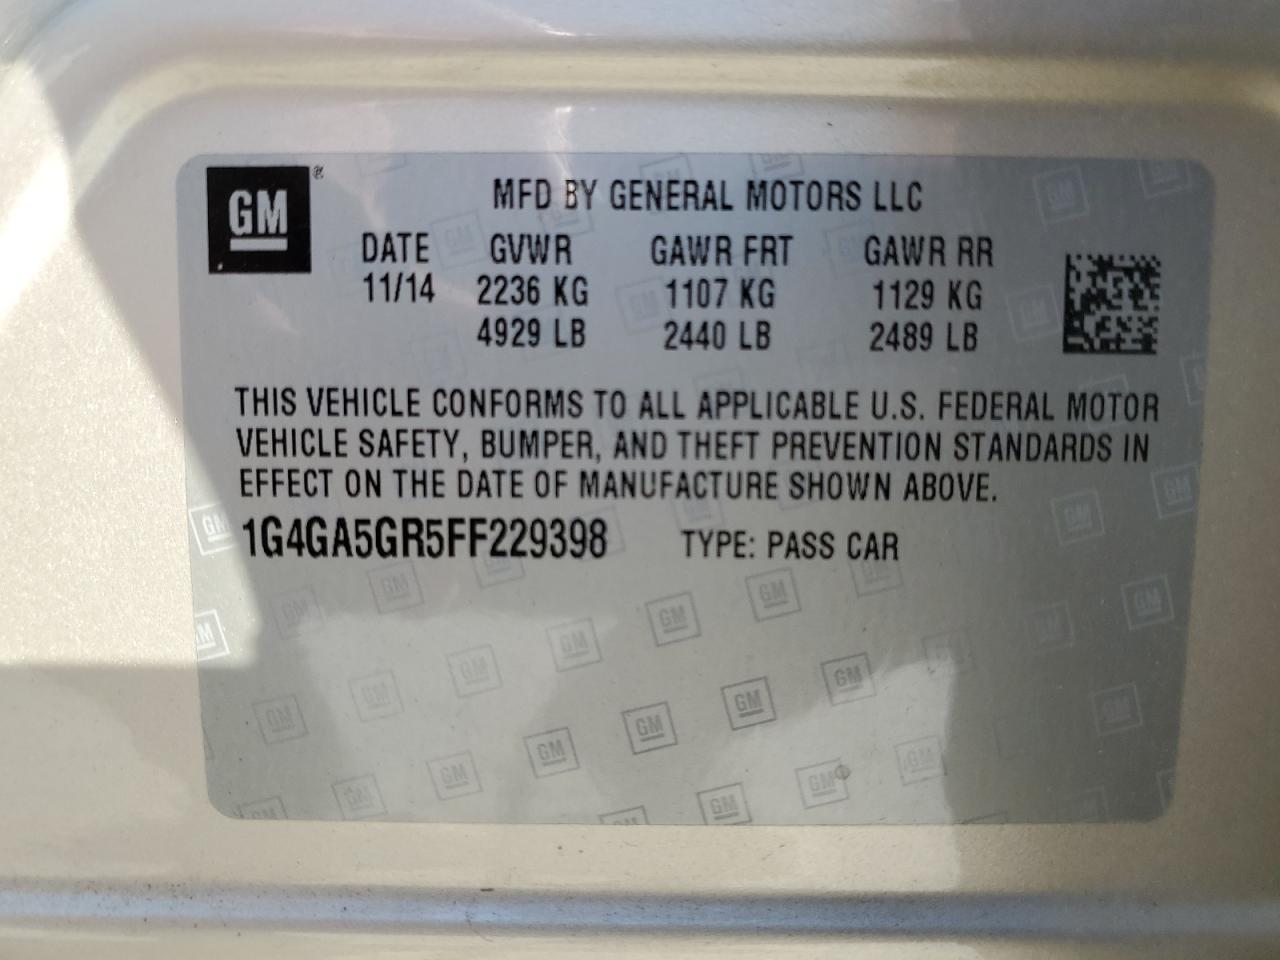 GM ®
MFD BY GENERAL MOTORS LLC
DATE GVWR GAWR FRT GAWR RR
11/14 2236 KG 1107 KG 1129 KG
4929 LB 2440 LB 2489 LB
THIS VEHICLE CONFORMS TO ALL APPLICABLE U.S. FEDERAL MOTOR
VEHICLE SAFETY, BUMPER, AND THEFT PREVENTION STANDARDS IN
EFFECT ON THE DATE OF MANUFACTURE SHOWN ABOVE.
1G4GA5GR5FF229398 TYPE: PASS CAR